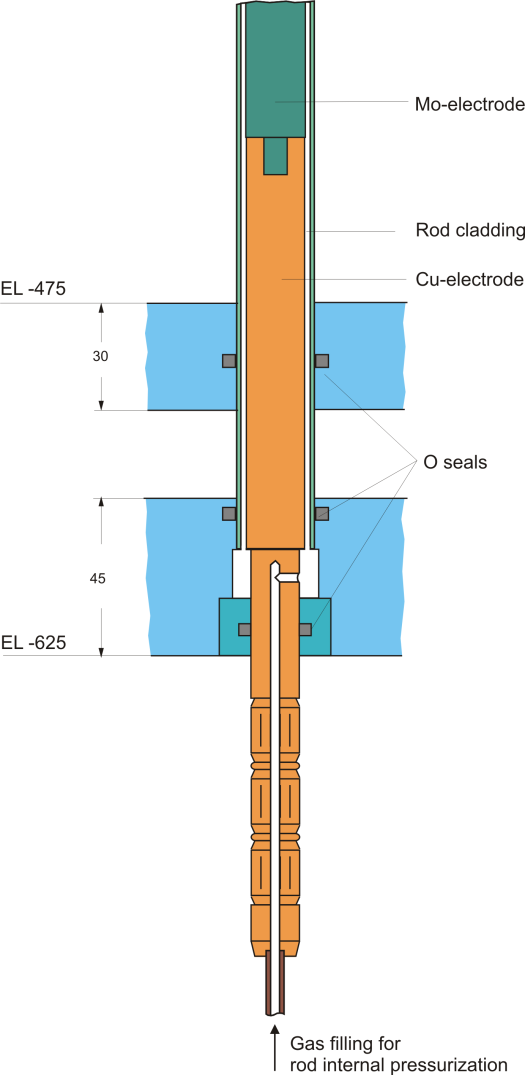 Mo-electrode
Rod cladding
Cu-electrode
EL -475
30
O seals
45
EL -625
Gas filling for
rod internal pressurization